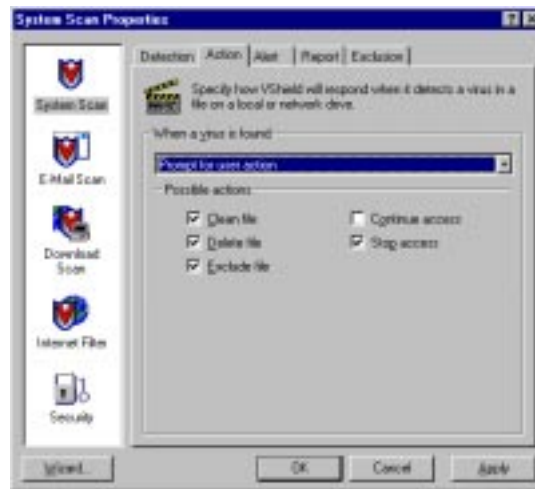 System Scan Properties
System Scan
E-Mail Scan
Download
Scan
Internet Filter
Security
Detection Action Alert Report Exclusion
Specify how VShield will respond when it detects a virus in a
file on a local or network drive.
When a virus is found
Prompt for user action
Possible actions
Clean file
Continue access
Delete file
Stop access
Exclude file
Wizard...
OK
Cancel
Apply